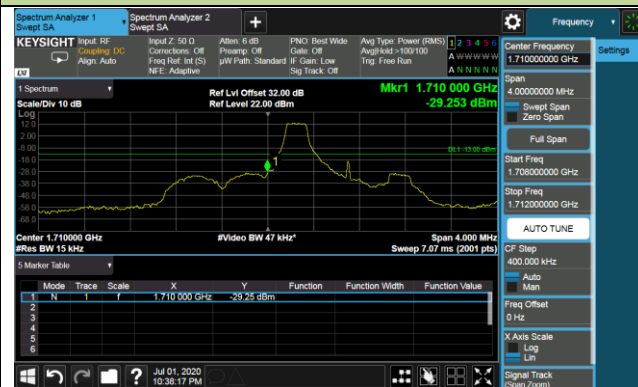 Spectrum Analyzer 1
Swept SA
Spectrum Analyzer 2
Swept SA
Frequency
KEYSIGHT
Input: RF
Coupling: DC
Align: Auto
Input Z: 50 Ω
Corrections: Off
Freq Ref: Int (S)
NFE: Adaptive
Atten: 6 dB
Preamp: Off
µW Path: Standard
PNO: Best Wide
Gate: Off
IF Gain: Low
Sig Track: Off
Avg Type: Power (RMS)
Avg|Hold:>100/100
Trig: Free Run
1 2 3 4 5 6
A W W W W W
A N N N N N
LXI
1 Spectrum
Scale/Div 10 dB
Ref Lvl Offset 32.00 dB
Ref Level 22.00 dBm
Mkr1 1.710 000 GHz
-29.253 dBm
Log
12.0
2.00
-8.00
-18.0
-28.0
-38.0
-48.0
-58.0
-68.0
DL1 -13.00 dBm
1
Center 1.710000 GHz
#Res BW 15 kHz
#Video BW 47 kHz*
Span 4.000 MHz
Sweep 7.07 ms (2001 pts)
5 Marker Table
Mode Trace Scale X Y Function Function Width Function Value
1 N 1 f 1.710 000 GHz -29.25 dBm
2
3
4
5
6
Jul 01, 2020
10:38:17 PM
Center Frequency
1.710000000 GHz
Settings
Span
4.00000000 MHz
Swept Span
Zero Span
Full Span
Start Freq
1.708000000 GHz
Stop Freq
1.712000000 GHz
AUTO TUNE
CF Step
400.000 kHz
Auto
Man
Freq Offset
0 Hz
X Axis Scale
Log
Lin
Signal Track
(Span Zoom)